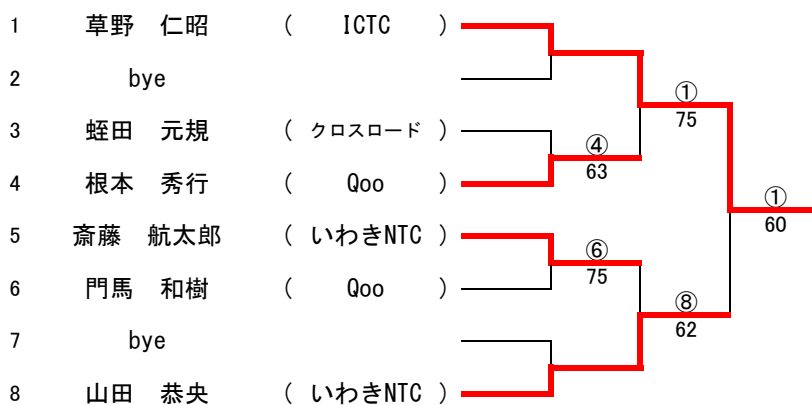 1 草野 仁昭 ( ICTC )
2 bye
①
75
3 蛭田 元規 ( クロスロード )
④
63
4 根本 秀行 ( Qoo )
①
60
5 斎藤 航太郎 ( いわきNTC )
⑥
75
6 門馬 和樹 ( Qoo )
⑧
62
7 bye
8 山田 恭央 ( いわきNTC )